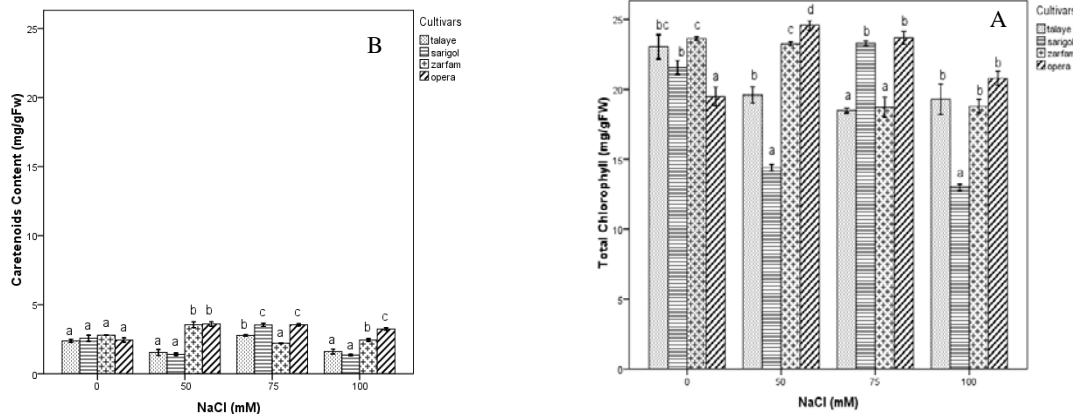 Cultivars
talaye
sarigol
zarfam
opera
B
Caretenoids Content (mg/gFw)
25
20
15
10
5
0
a a a a
a a b b
b c a c
a a b c
0 50 75 100
NaCl (mM)
Cultivars
talaye
sarigol
zarfam
opera
A
Total Chlorophyll (mg/gFW)
25
20
15
10
5
0
bc b c a
b a c d
a b a b
b a b b
0 50 75 100
NaCl (mM)